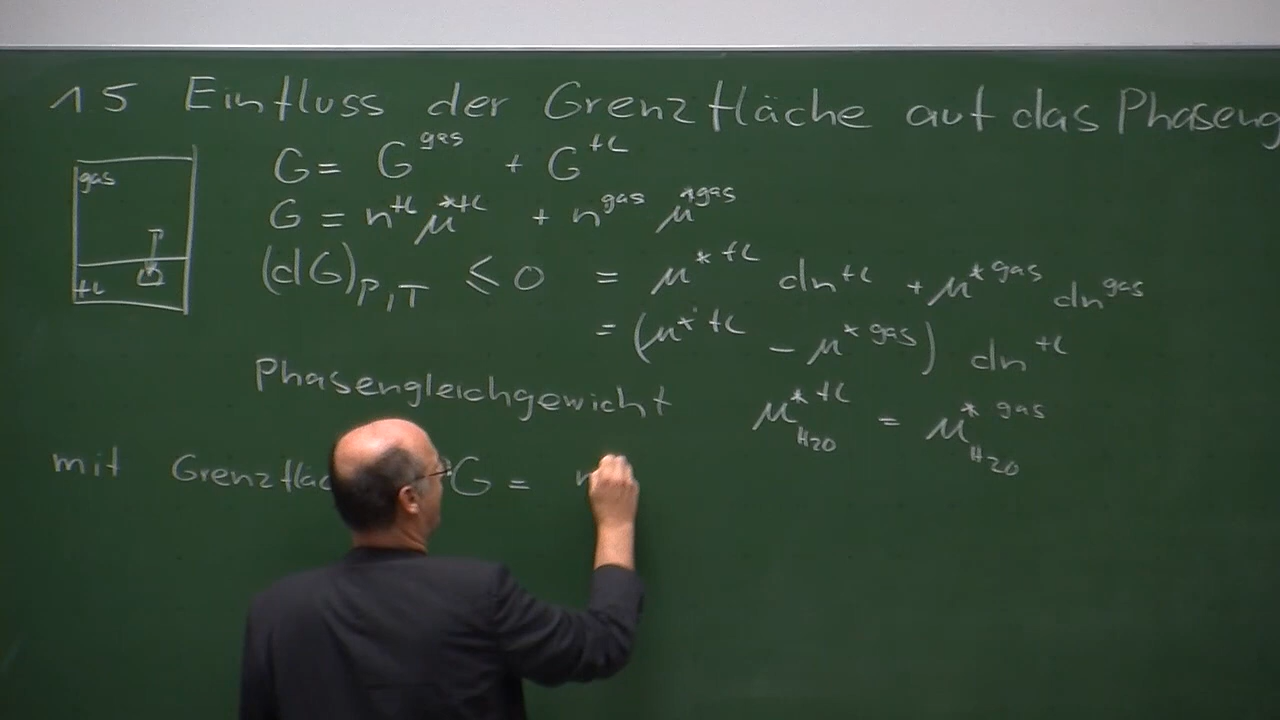 15 Einfluss der Grenzfläche auf das Phaseng
gas
fl
G = G^gas + G^fl
G = n^fl μ^*fl + n^gas μ^*gas
(dG)_P,T ≤ 0 = μ^*fl dn^fl + μ^*gas dn^gas
= (μ^*fl - μ^*gas) dn^fl
Phasengleichgewicht μ^*fl_H2O = μ^*gas_H2O
mit Grenzfläc G = n